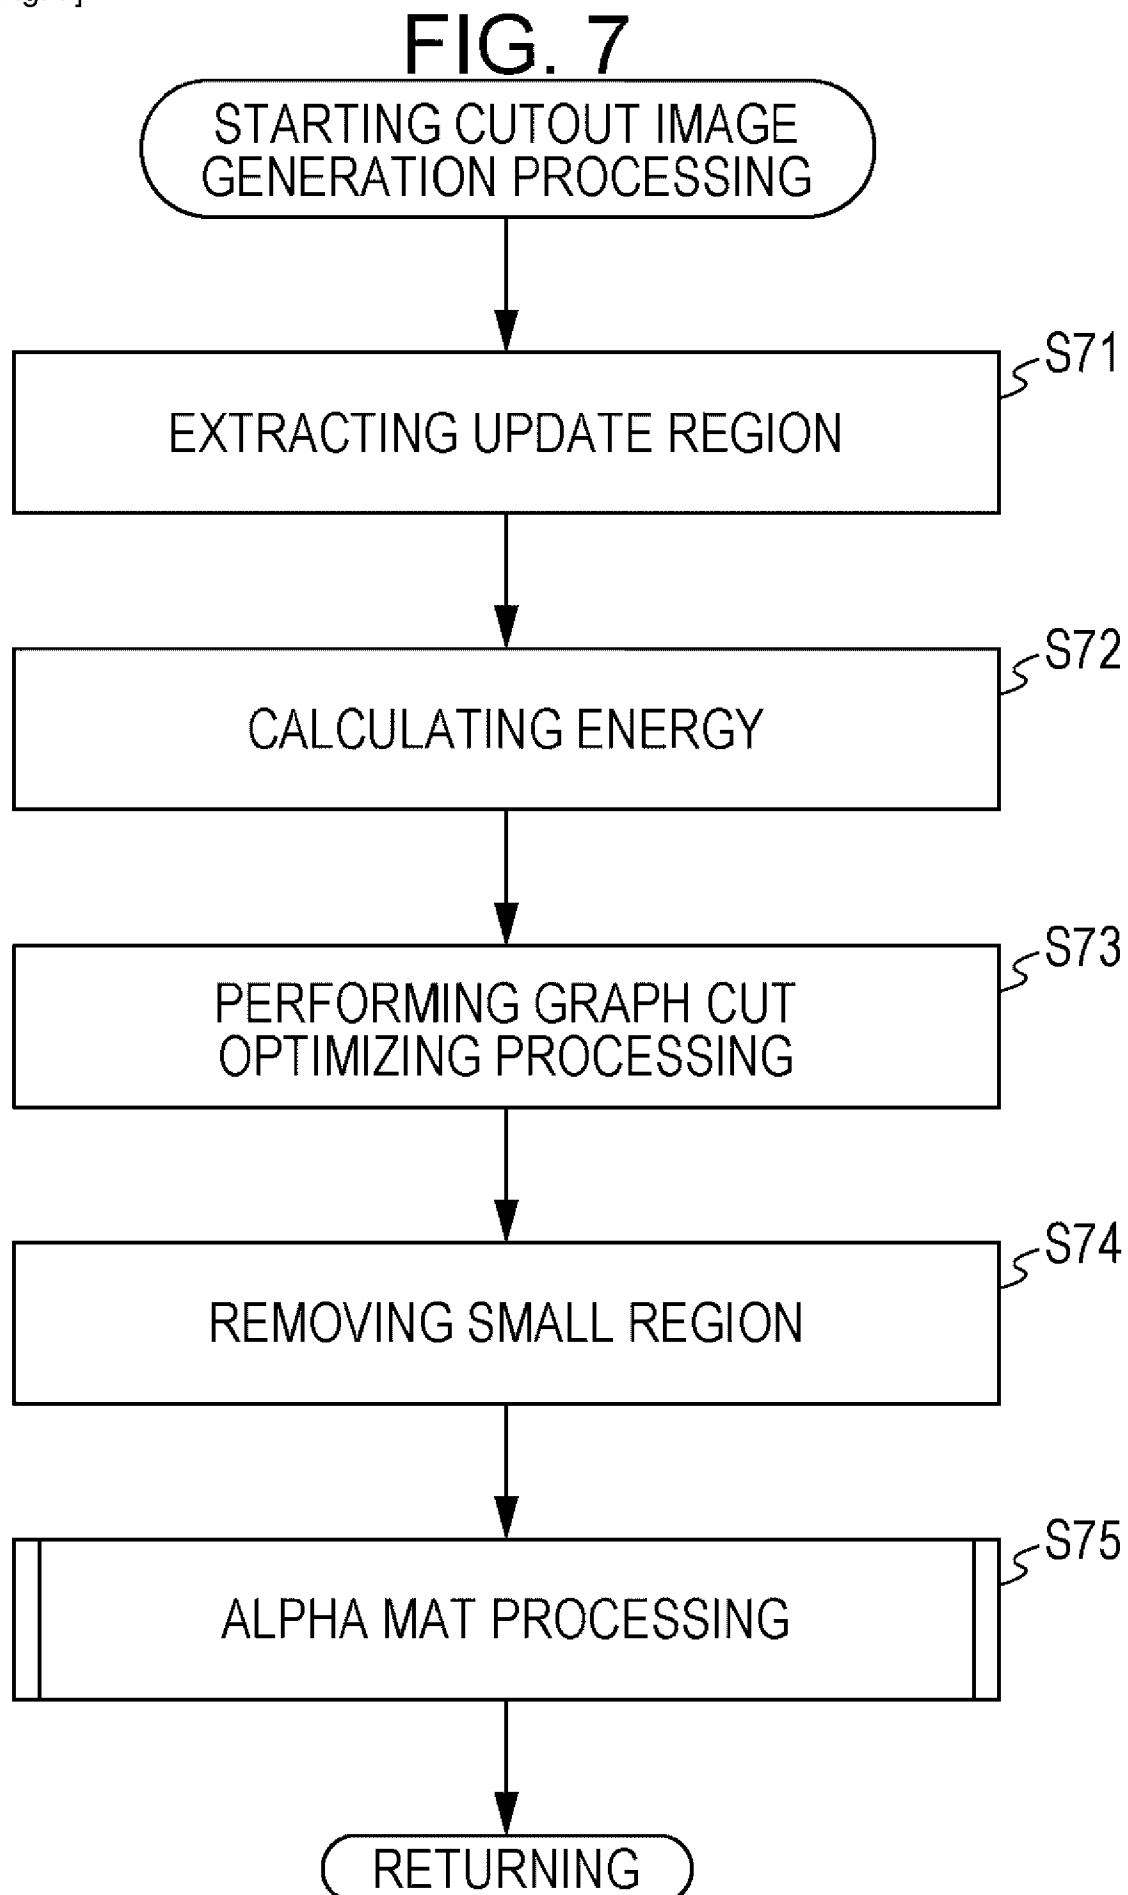 FIG. 7
STARTING CUTOUT IMAGE
GENERATION PROCESSING
S71
EXTRACTING UPDATE REGION
S72
CALCULATING ENERGY
S73
PERFORMING GRAPH CUT
OPTIMIZING PROCESSING
S74
REMOVING SMALL REGION
S75
ALPHA MAT PROCESSING
RETURNING